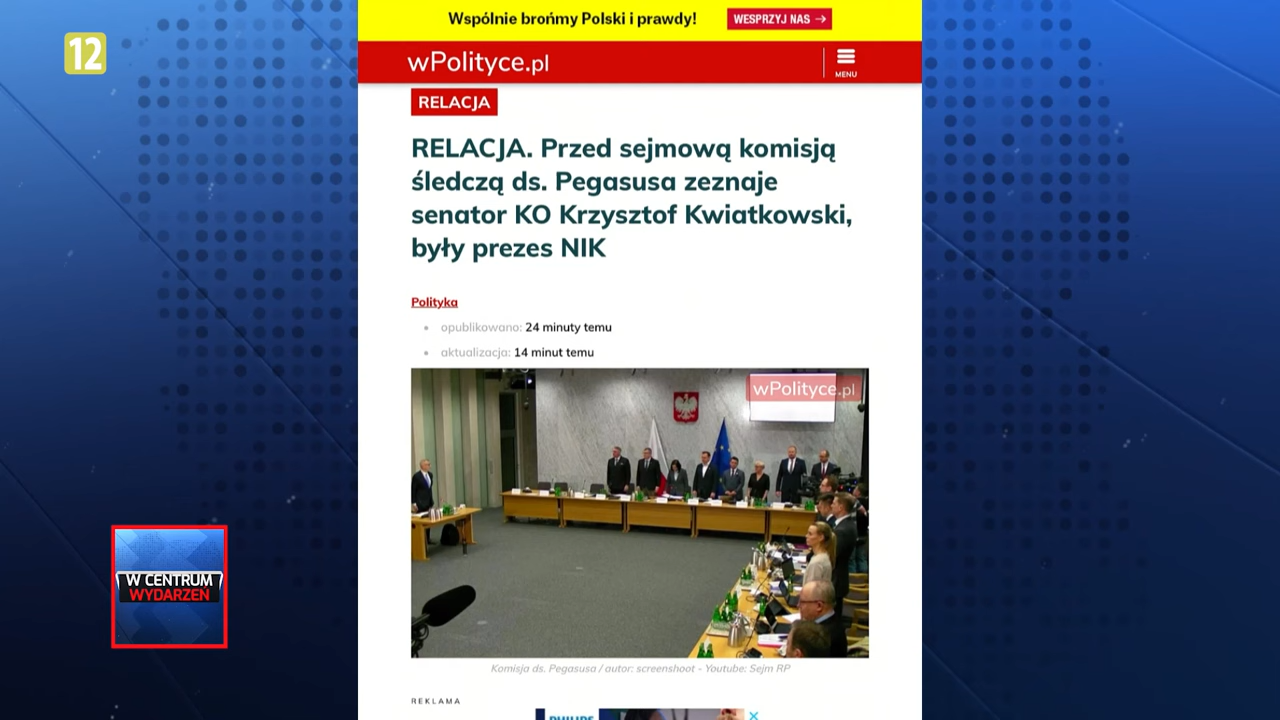 Wspólnie brońmy Polski i prawdy!
WESPRZYJ NAS →
12
wPolityce.pl
MENU
RELACJA
RELACJA. Przed sejmową komisją
śledczą ds. Pegasusa zeznaje
senator KO Krzysztof Kwiatkowski,
były prezes NIK
Polityka
opublikowano: 24 minuty temu
aktualizacja: 14 minut temu
wPolityce.pl
W CENTRUM
WYDARZEŃ
Komisja ds. Pegasusa / autor: screenshoot - Youtube: Sejm RP
REKLAMA
PHILIPS